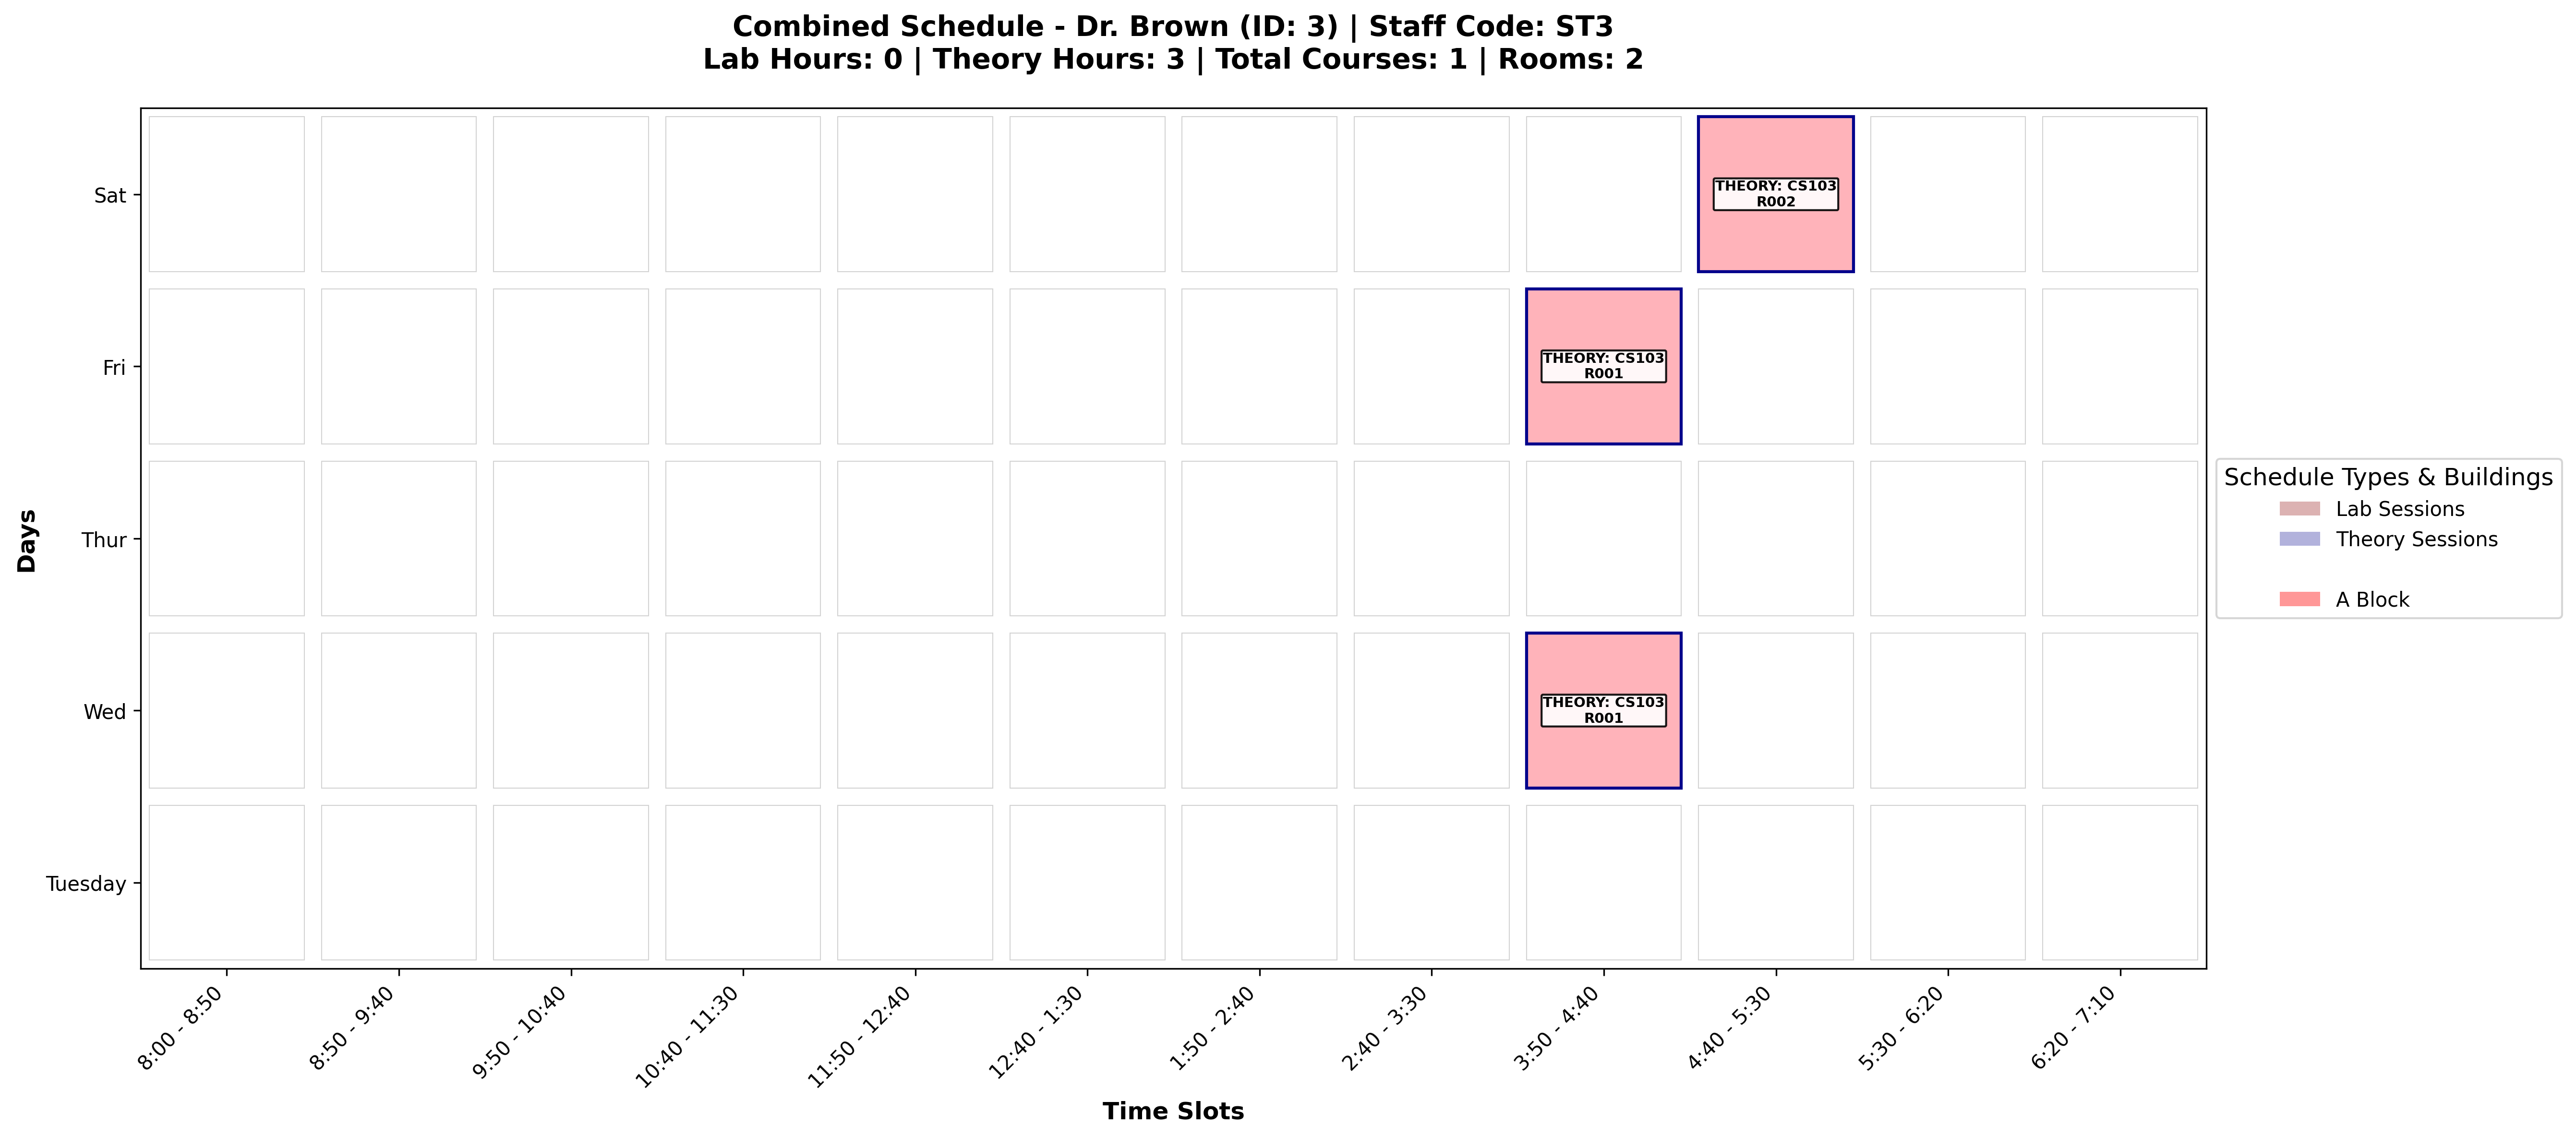 Combined Schedule - Dr. Brown (ID: 3) | Staff Code: ST3
Lab Hours: 0 | Theory Hours: 3 | Total Courses: 1 | Rooms: 2
Days
Sat
THEORY: CS103
R002
Fri
THEORY: CS103
R001
Thur
Wed
THEORY: CS103
R001
Tuesday
8:00 - 8:50
8:50 - 9:40
9:50 - 10:40
10:40 - 11:30
11:50 - 12:40
12:40 - 1:30
1:50 - 2:40
2:40 - 3:30
3:50 - 4:40
4:40 - 5:30
5:30 - 6:20
6:20 - 7:10
Time Slots
Schedule Types & Buildings
Lab Sessions
Theory Sessions
A Block